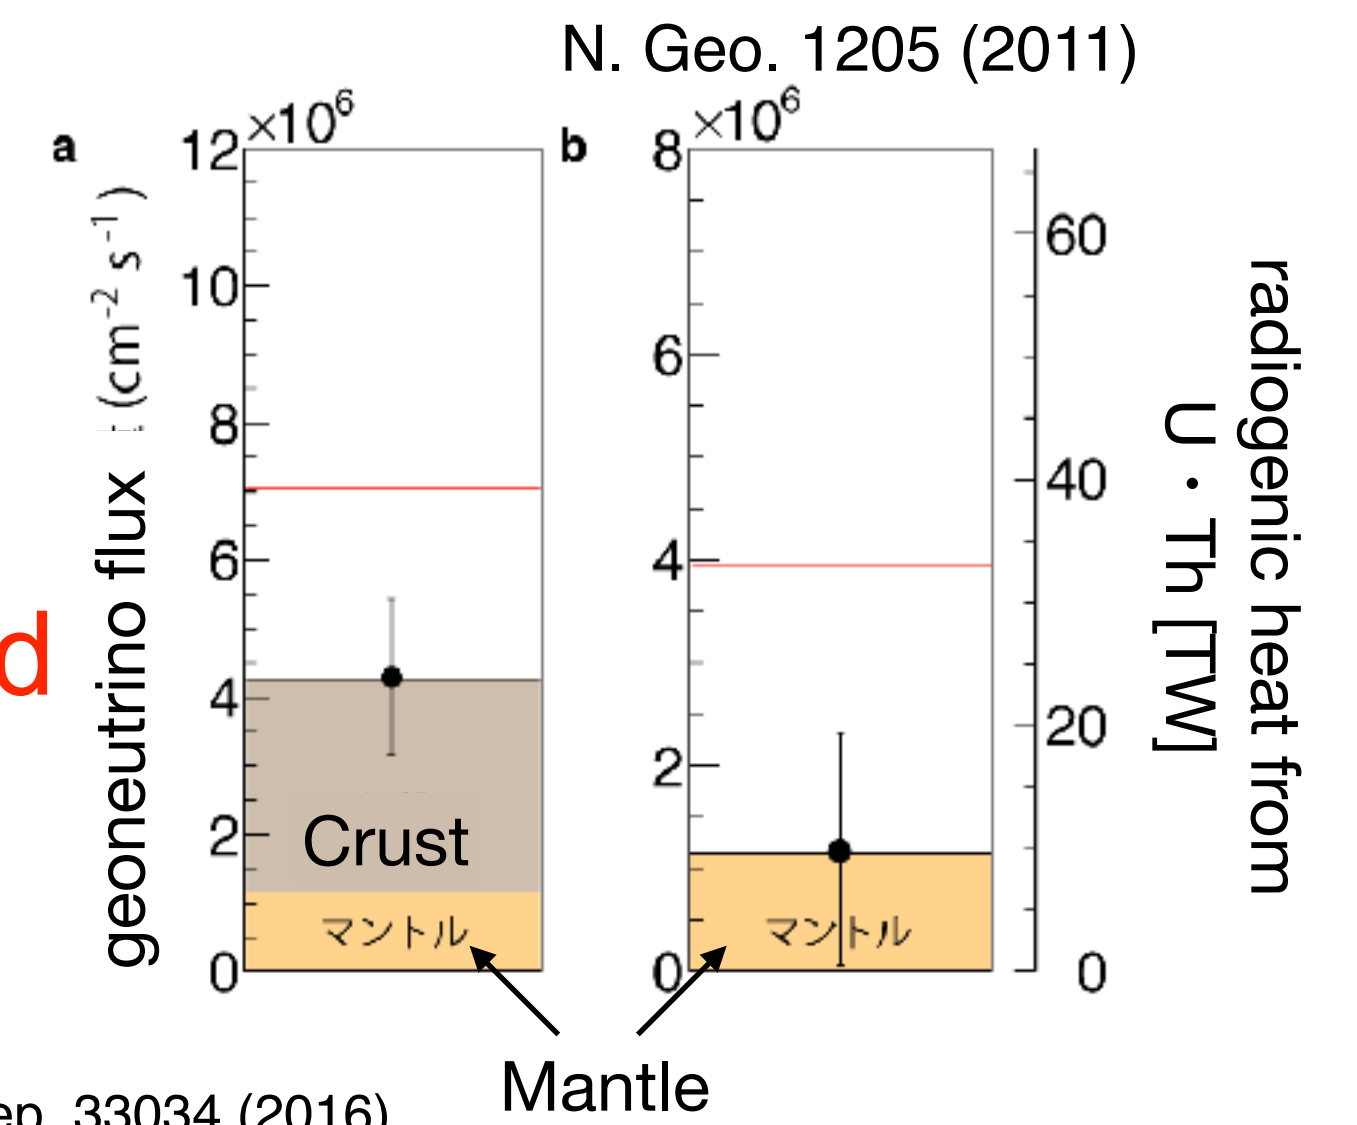 N. Geo. 1205 (2011)
a
×10⁶
12
10
8
6
4
2
0
geoneutrino flux (cm⁻² s⁻¹)
Crust
マントル
b
×10⁶
8
6
4
2
0
マントル
60
40
20
0
radiogenic heat from
U・Th [TW]
d
Mantle
ep. 33034 (2016)